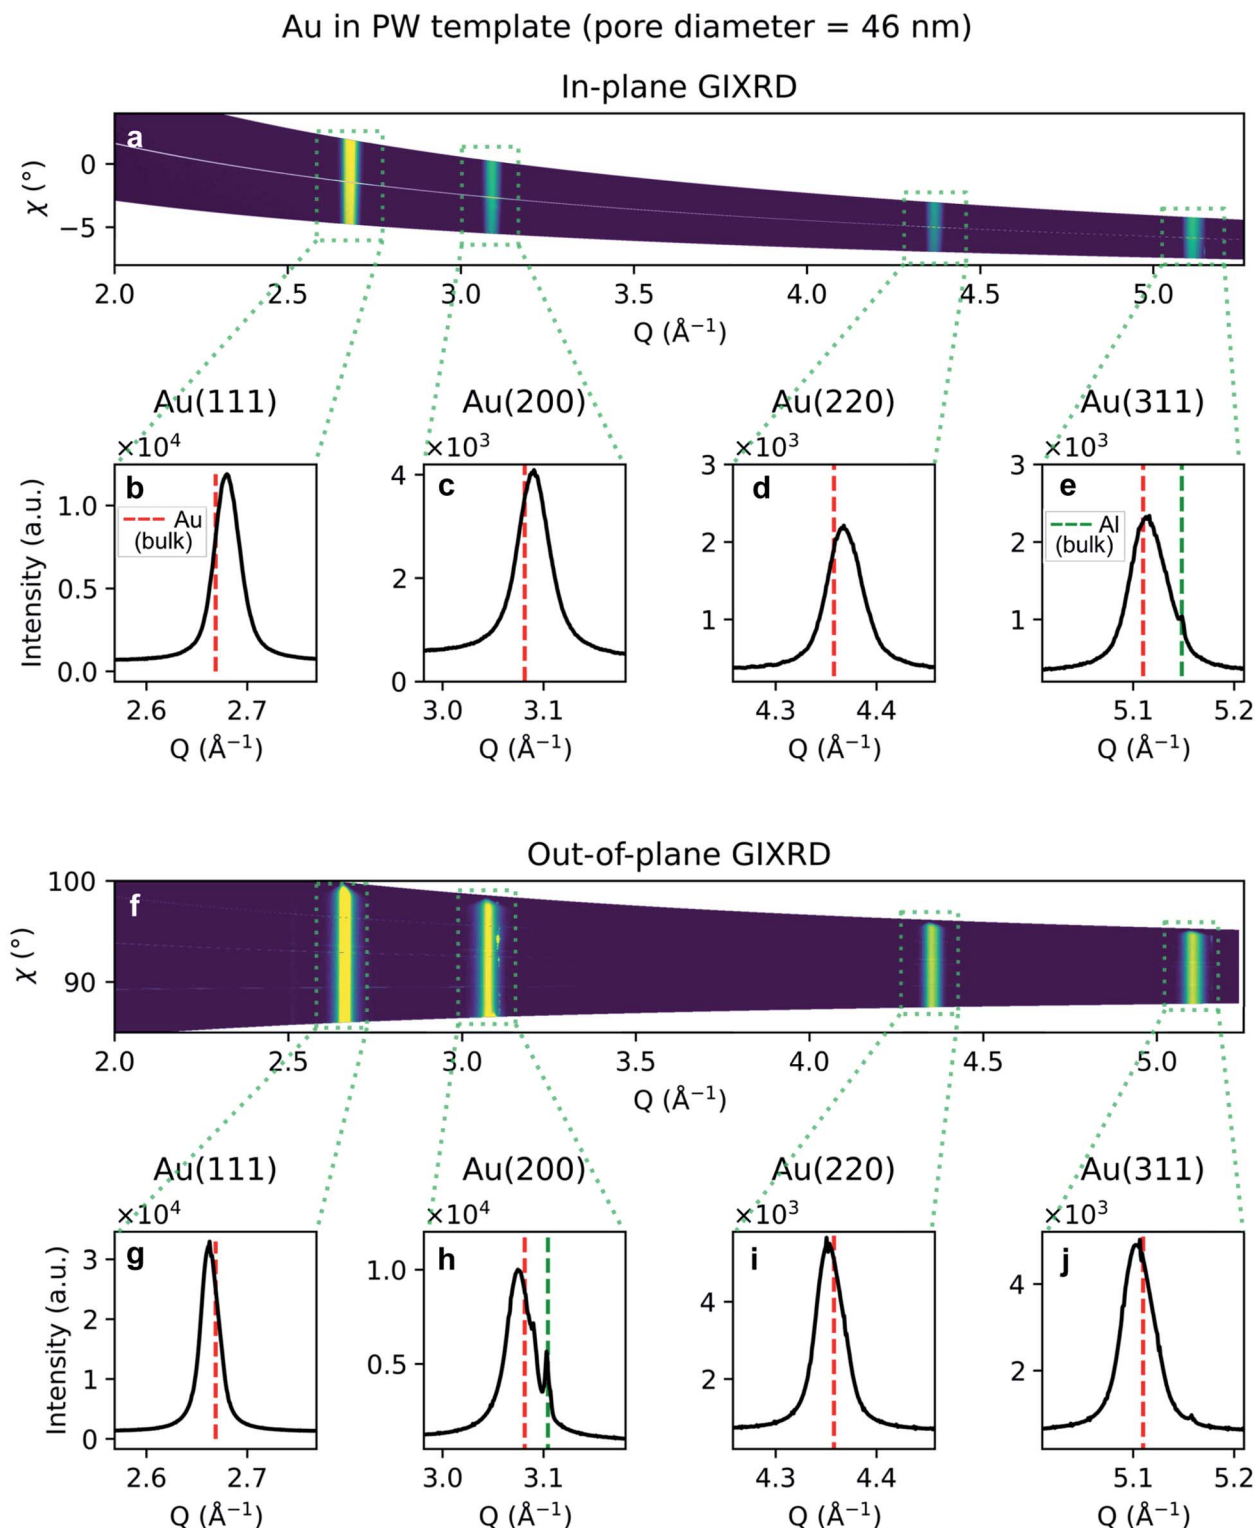 Au in PW template (pore diameter = 46 nm)
In-plane GIXRD
a
χ (°)
0
−5
2.0 2.5 3.0 3.5 4.0 4.5 5.0
Q (Å⁻¹)
Au(111) Au(200) Au(220) Au(311)
×10⁴ ×10³ ×10³ ×10³
Intensity (a.u.)
b
Au
(bulk)
1.0
0.5
0.0
2.6 2.7
Q (Å⁻¹)
c
4
2
0
3.0 3.1
Q (Å⁻¹)
d
3
2
1
4.3 4.4
Q (Å⁻¹)
e
Al
(bulk)
3
2
1
5.1 5.2
Q (Å⁻¹)
Out-of-plane GIXRD
f
χ (°)
100
90
2.0 2.5 3.0 3.5 4.0 4.5 5.0
Q (Å⁻¹)
Au(111) Au(200) Au(220) Au(311)
×10⁴ ×10⁴ ×10³ ×10³
Intensity (a.u.)
g
3
2
1
0
2.6 2.7
Q (Å⁻¹)
h
1.0
0.5
3.0 3.1
Q (Å⁻¹)
i
4
2
4.3 4.4
Q (Å⁻¹)
j
4
2
5.1 5.2
Q (Å⁻¹)